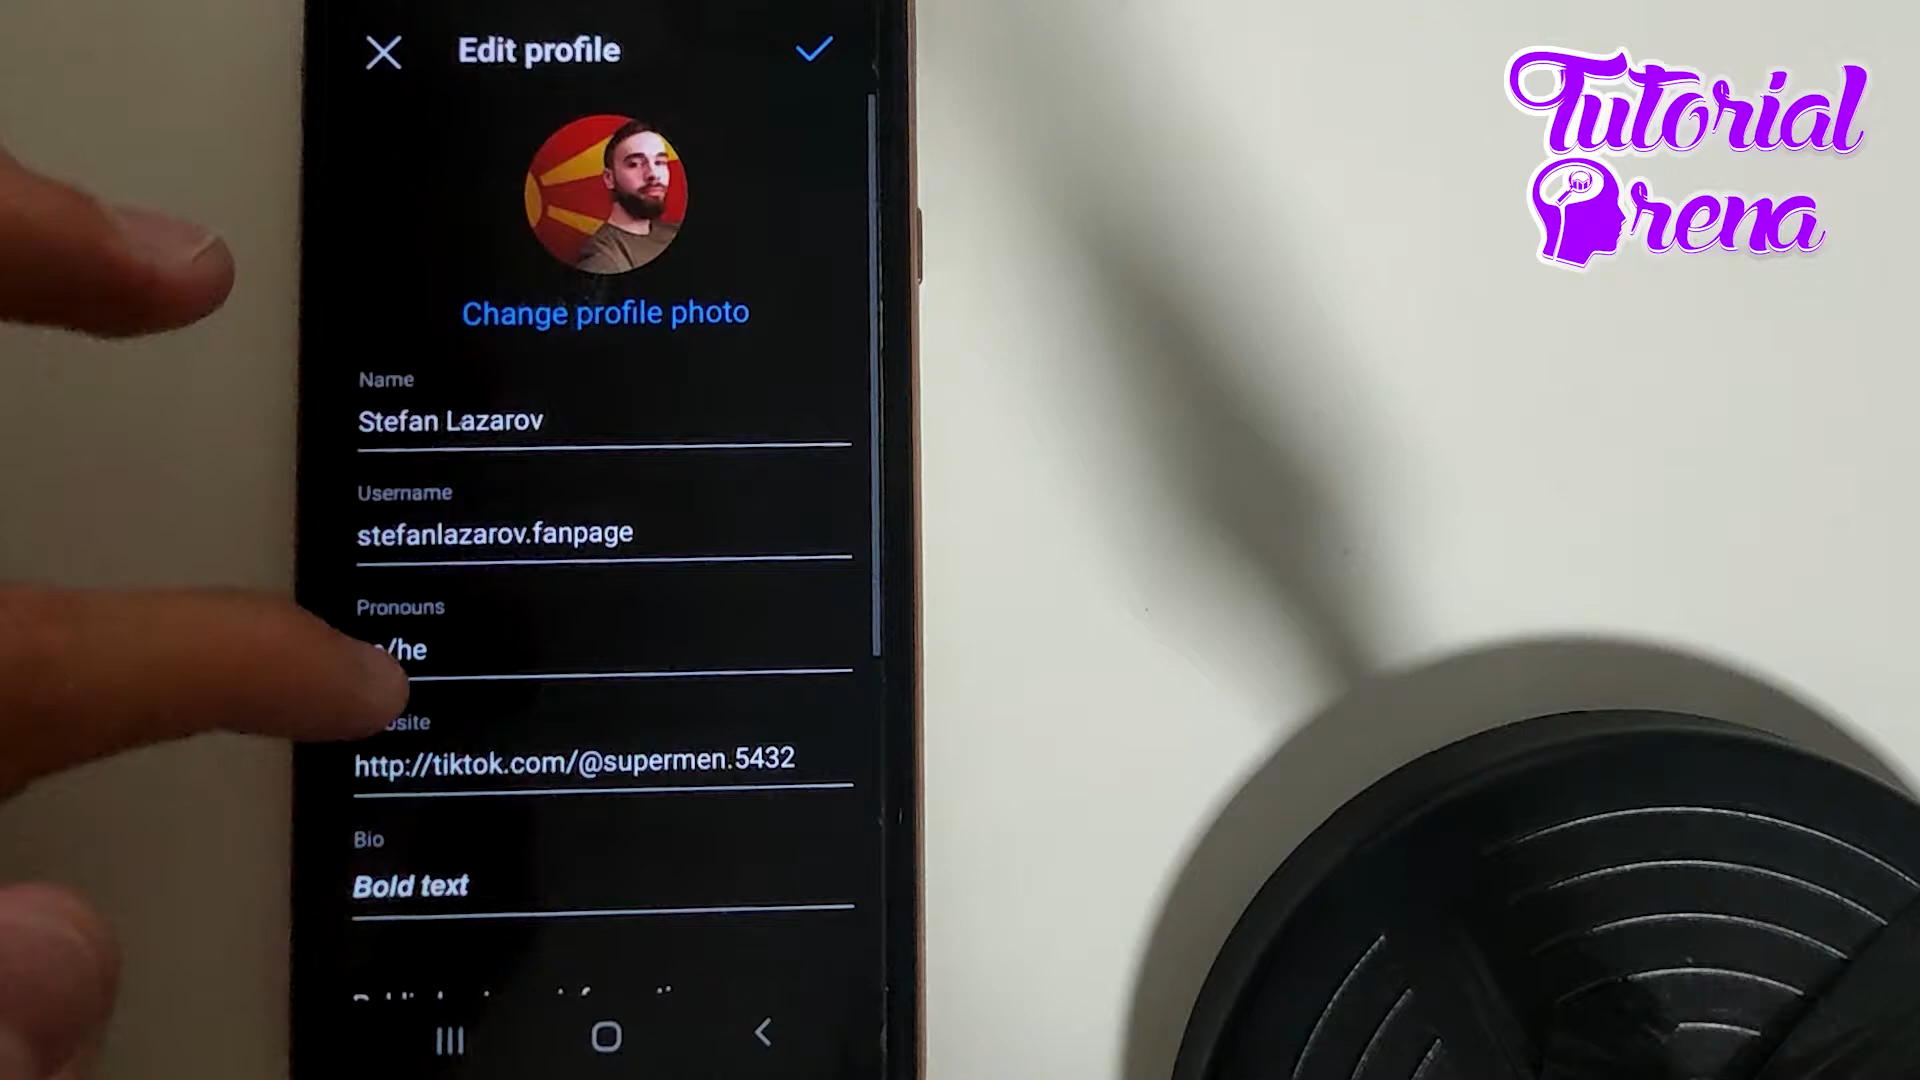 Edit profile
Tutorial
Arena
Change profile photo
Name
Stefan Lazarov
Username
stefanlazarov.fanpage
Pronouns
/he
site
http://tiktok.com/@supermen.5432
Bio
Bold text